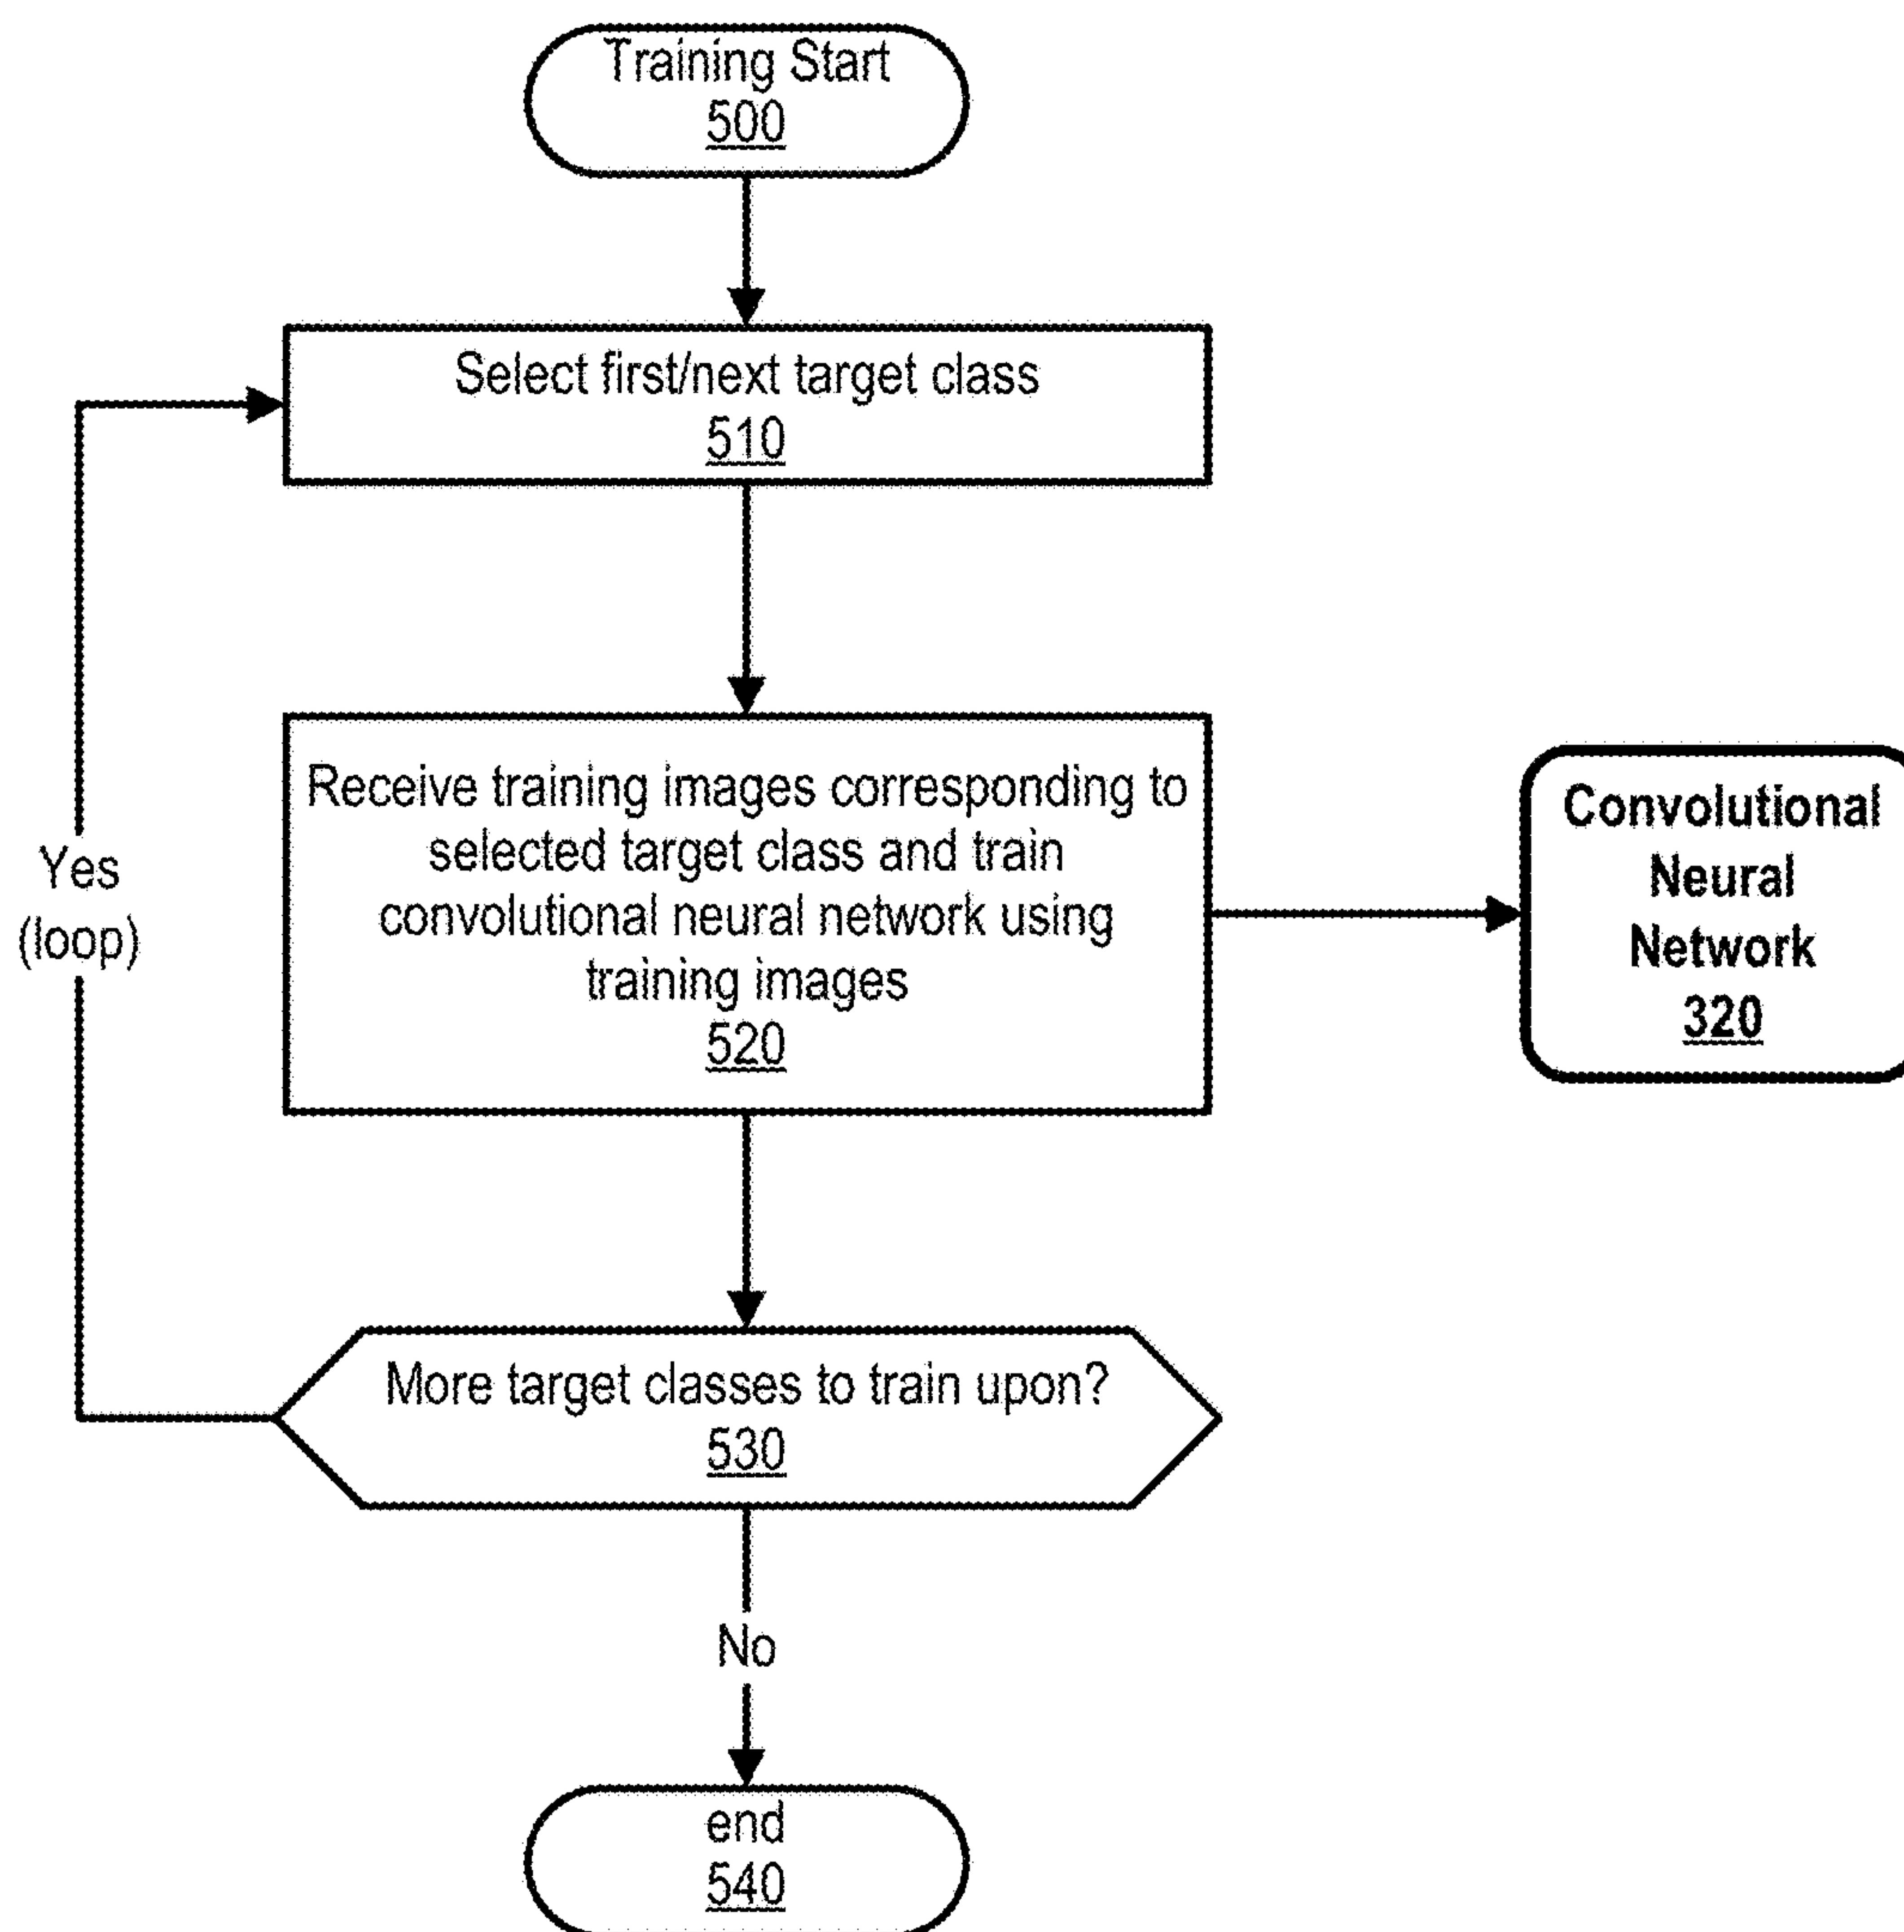 Training Start
500
Select first/next target class
510
Receive training images corresponding to
selected target class and train
convolutional neural network using
training images
520
Convolutional
Neural
Network
320
Yes
(loop)
More target classes to train upon?
530
No
end
540